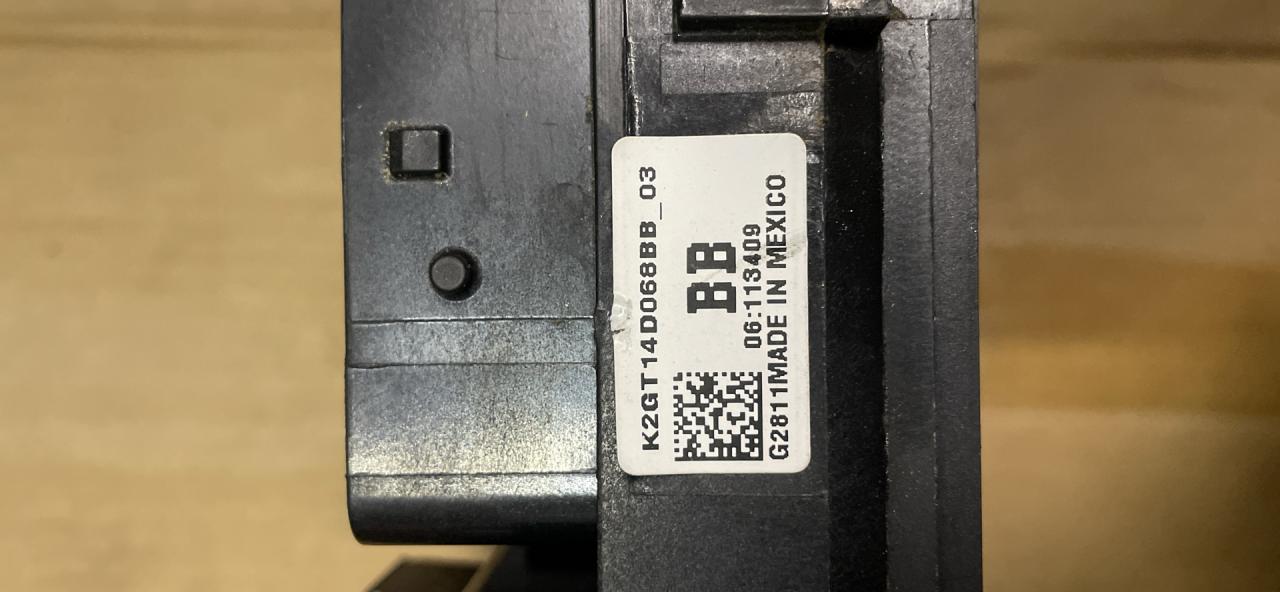 K2GT14D068BB_03
BB
06:113409
G2811MADE IN MEXICO